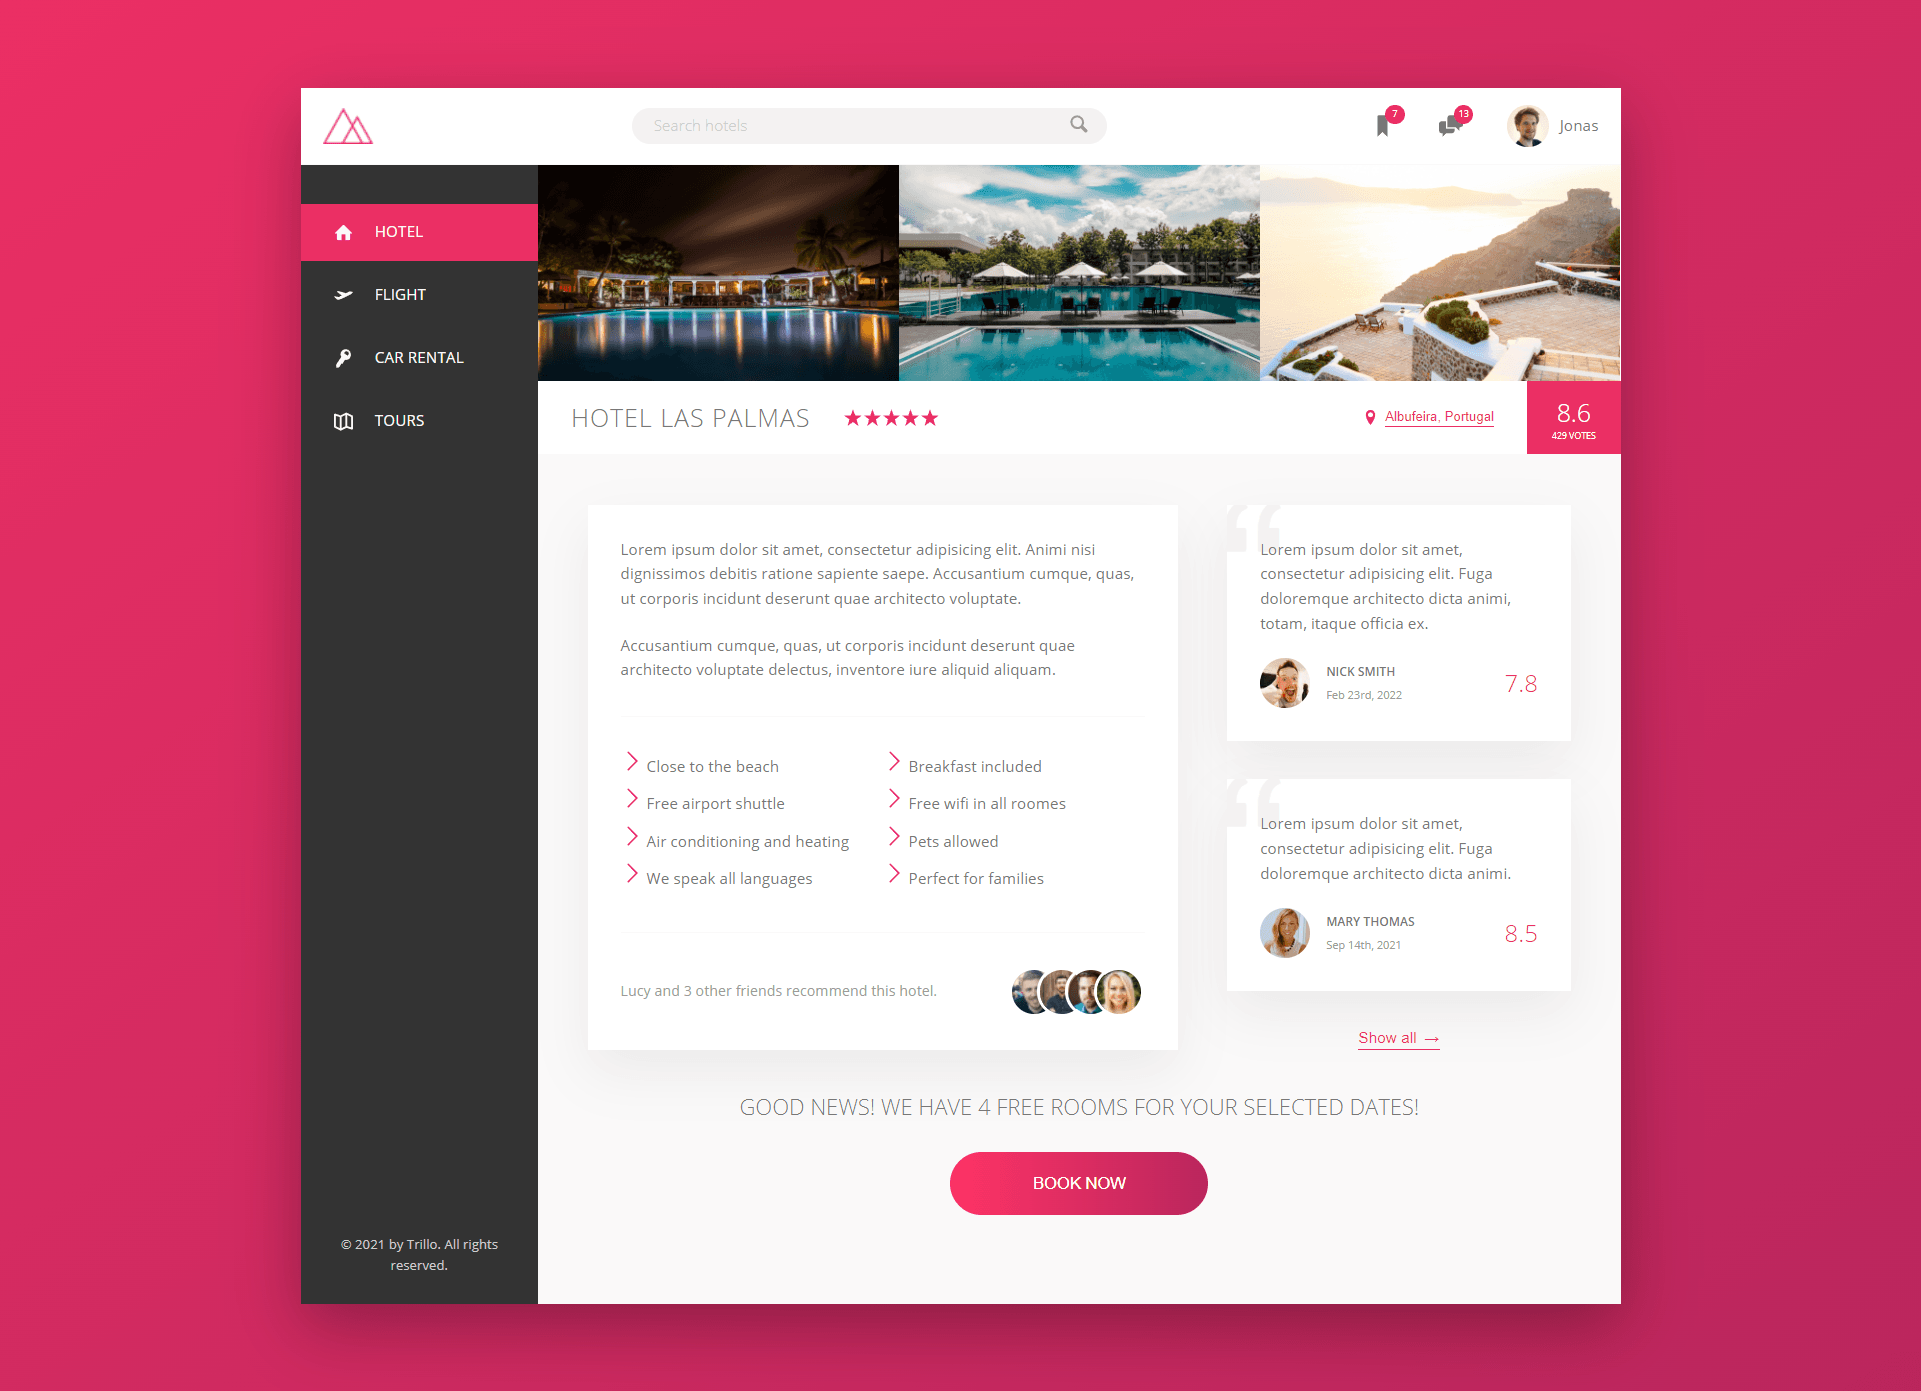 Search hotels
7
13
Jonas
HOTEL
FLIGHT
CAR RENTAL
TOURS
© 2021 by Trillo. All rights
reserved.
HOTEL LAS PALMAS
Albufeira, Portugal
8.6
429 VOTES
Lorem ipsum dolor sit amet, consectetur adipisicing elit. Animi nisi
dignissimos debitis ratione sapiente saepe. Accusantium cumque, quas,
ut corporis incidunt deserunt quae architecto voluptate.
Accusantium cumque, quas, ut corporis incidunt deserunt quae
architecto voluptate delectus, inventore iure aliquid aliquam.
Close to the beach
Breakfast included
Free airport shuttle
Free wifi in all roomes
Air conditioning and heating
Pets allowed
We speak all languages
Perfect for families
Lucy and 3 other friends recommend this hotel.
“
Lorem ipsum dolor sit amet,
consectetur adipisicing elit. Fuga
doloremque architecto dicta animi,
totam, itaque officia ex.
NICK SMITH
Feb 23rd, 2022
7.8
“
Lorem ipsum dolor sit amet,
consectetur adipisicing elit. Fuga
doloremque architecto dicta animi.
MARY THOMAS
Sep 14th, 2021
8.5
Show all →
GOOD NEWS! WE HAVE 4 FREE ROOMS FOR YOUR SELECTED DATES!
BOOK NOW